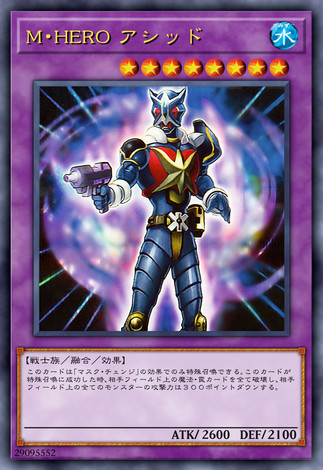 M・HERO アシッド
水
【戦士族／融合／効果】
このカードは「マスク・チェンジ」の効果でのみ特殊召喚できる。このカードが
特殊召喚に成功した時、相手フィールド上の魔法・罠カードを全て破壊し、相手
フィールド上の全てのモンスターの攻撃力は３００ポイントダウンする。
ATK/ 2600 DEF/ 2100
29095552